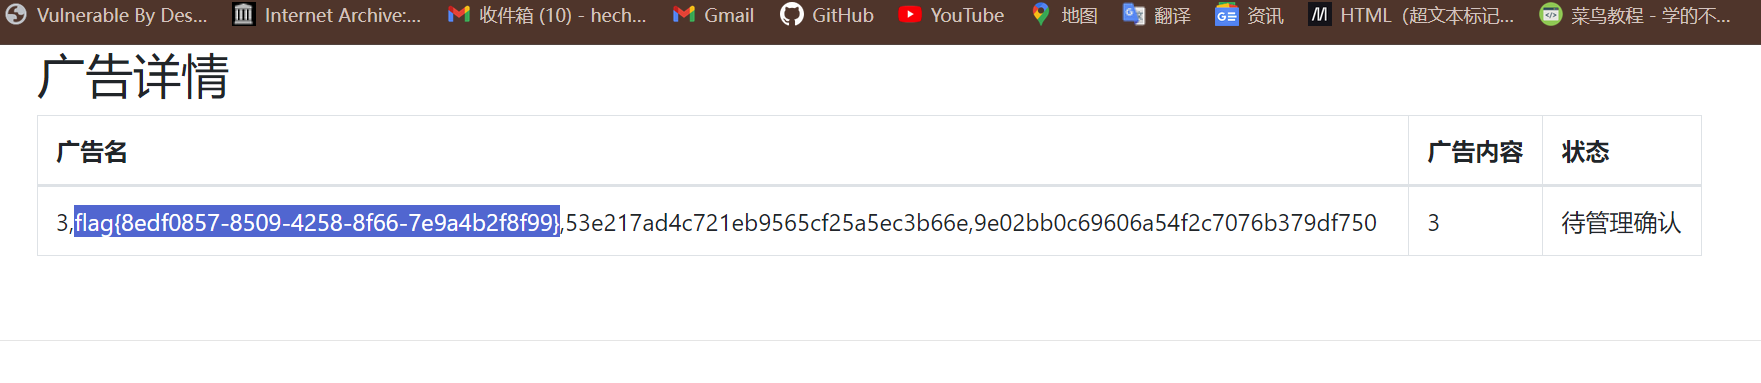 Vulnerable By Des... Internet Archive:... 收件箱 (10) - hech... Gmail GitHub YouTube 地图 翻译 资讯 HTML（超文本标记... 菜鸟教程 - 学的不...
广告详情
广告名 广告内容 状态
3,flag{8edf0857-8509-4258-8f66-7e9a4b2f8f99},53e217ad4c721eb9565cf25a5ec3b66e,9e02bb0c69606a54f2c7076b379df750 3 待管理确认